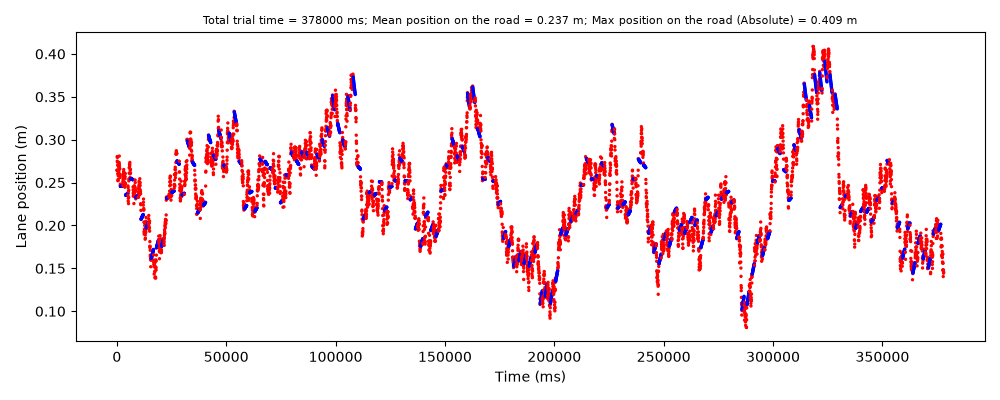 Total trial time = 378000 ms; Mean position on the road = 0.237 m; Max position on the road (Absolute) = 0.409 m
0.40
0.35
0.30
0.25
0.20
0.15
0.10
Lane position (m)
0 50000 100000 150000 200000 250000 300000 350000
Time (ms)